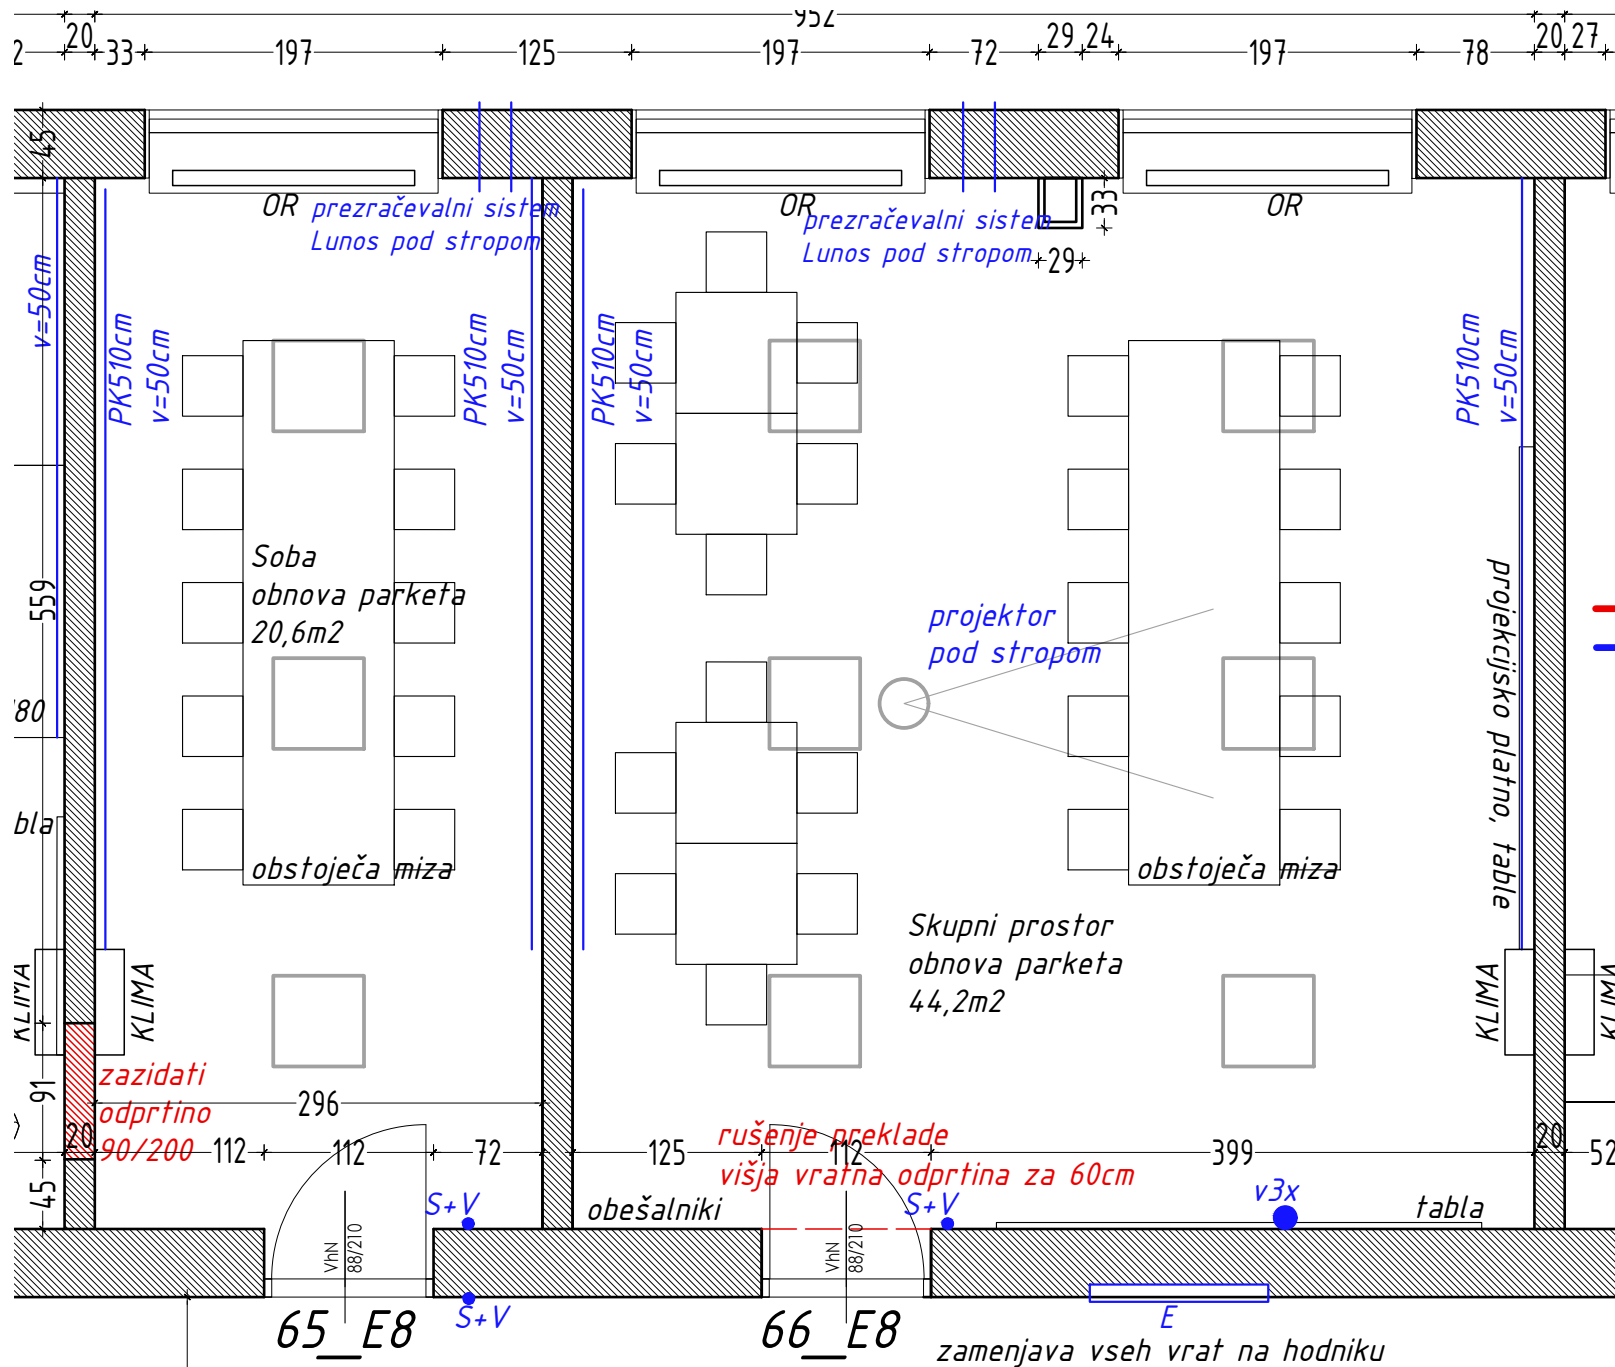 952
20
33
197
125
197
72
29
24
197
78
20
27
2
45
OR
OR
OR
prezračevalni sistem
Lunos pod stropom
prezračevalni sistem
Lunos pod stropom
33
29
v=50cm
PK510cm
v=50cm
PK510cm
v=50cm
PK510cm
v=50cm
PK510cm
v=50cm
Soba
obnova parketa
20,6m2
559
projektor
pod stropom
projekcijsko platno, table
80
bla
obstoječa miza
obstoječa miza
Skupni prostor
obnova parketa
44,2m2
KLIMA
KLIMA
KLIMA
KLIMA
zazidati
odprtino
90/200
91
296
rušenje preklade
višja vratna odprtina za 60cm
20
112
112
72
125
112
399
20
52
45
S+V
obešalniki
S+V
v3x
tabla
VhN
88/210
VhN
88/210
65_E8
S+V
66_E8
E
zamenjava vseh vrat na hodniku